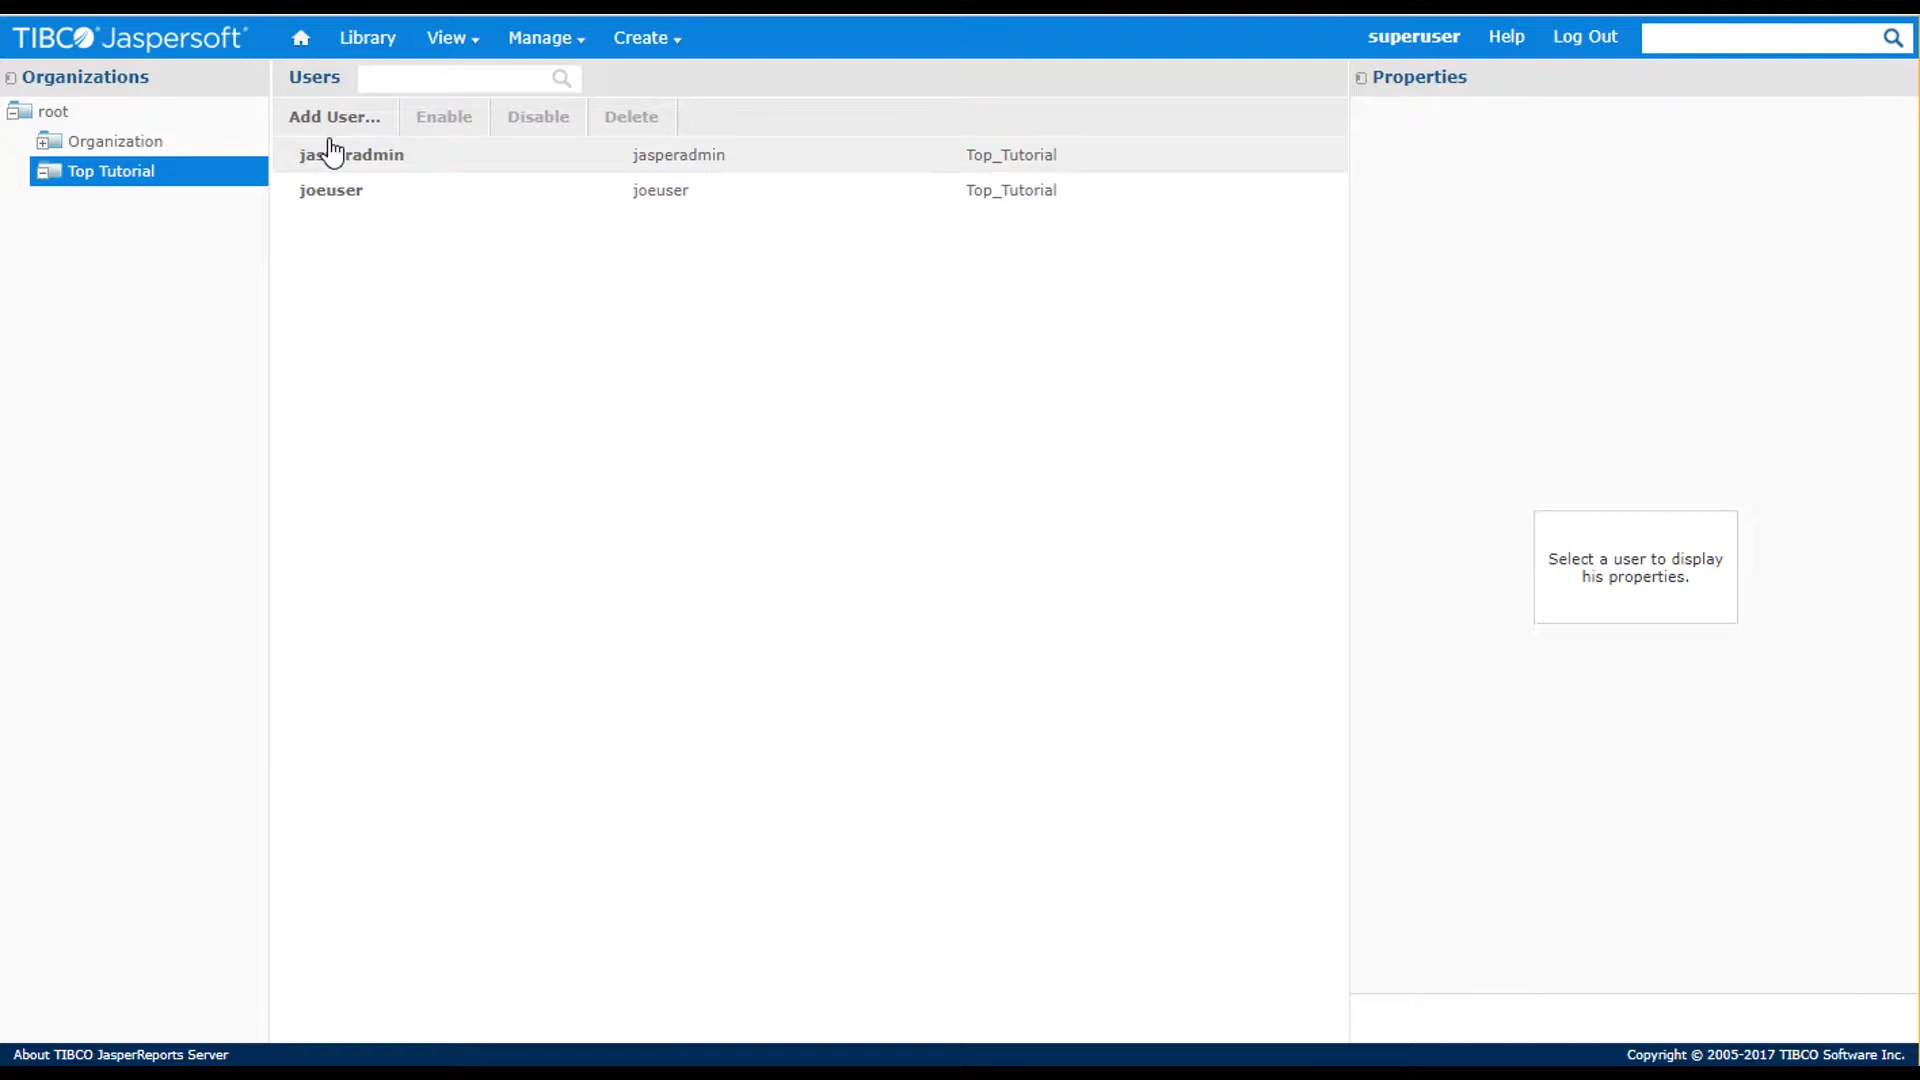 TIBCO Jaspersoft Library View Manage Create superuser Help Log Out
Organizations
root
Organization
Top Tutorial
Users
Add User... Enable Disable Delete
jasperadmin Top_Tutorial
joeuser joeuser Top_Tutorial
Properties
Select a user to display
his properties.
About TIBCO JasperReports Server
Copyright © 2005-2017 TIBCO Software Inc.